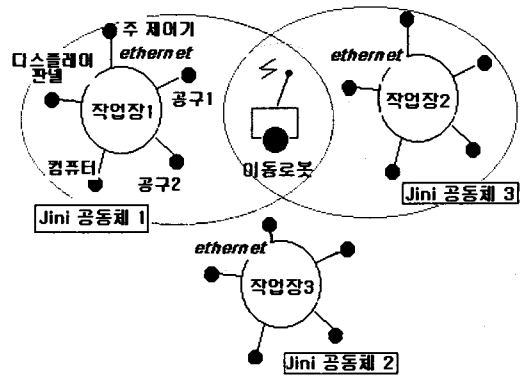 주 제어기
ethernet
디스플레이
판넬
작업장1
공구1
컴퓨터
공구2
Jini 공동체 1
이동로봇
ethernet
작업장2
Jini 공동체 3
ethernet
작업장3
Jini 공동체 2